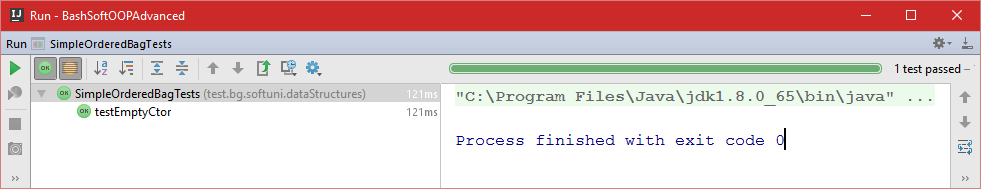 Run - BashSoftOOPAdvanced
Run SimpleOrderedBagTests
1 test passed –
SimpleOrderedBagTests (test.bg.softuni.dataStructures) 121ms
testEmptyCtor 121ms
"C:\Program Files\Java\jdk1.8.0_65\bin\java" ...
Process finished with exit code 0